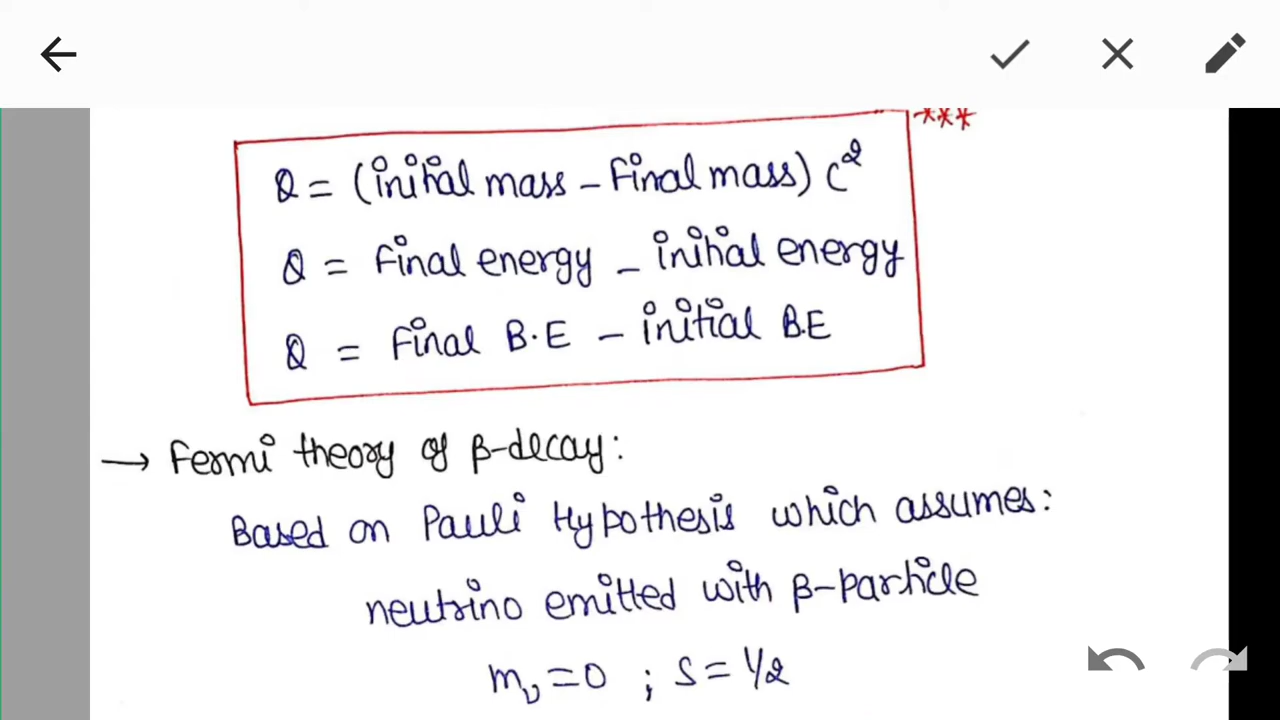 ***
Q = (initial mass – Final mass) c²
Q = Final energy – initial energy
Q = Final B.E – initial B.E
→ Fermi theory of β-decay:
Based on Pauli Hypothesis which assumes:
neutrino emitted with β-particle
mᵥ = 0 ; s = 1/2